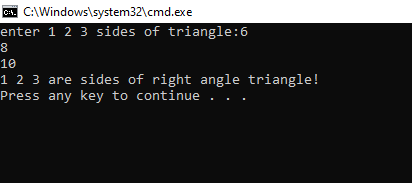 C:\Windows\system32\cmd.exe
enter 1 2 3 sides of triangle:6
8
10
1 2 3 are sides of right angle triangle!
Press any key to continue . . .